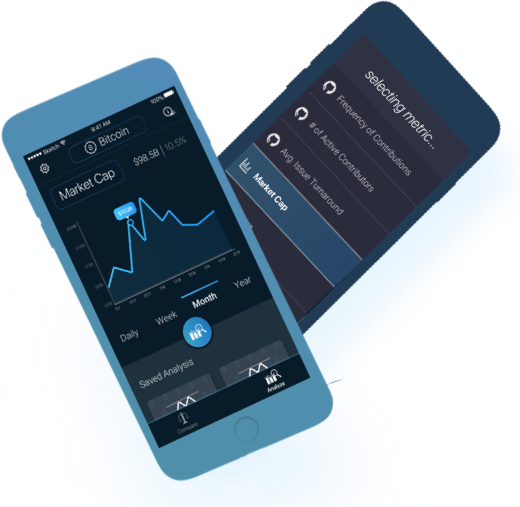 Sketch
9:41 AM
100%
Bitcoin
Market Cap
$98.5B | 10.5%
Daily
Week
Month
Year
Saved Analysis
Compare
Analyze
selecting metric...
Frequency of Contributions
# of Active Contributors
Avg. Issue Turnaround
Market Cap